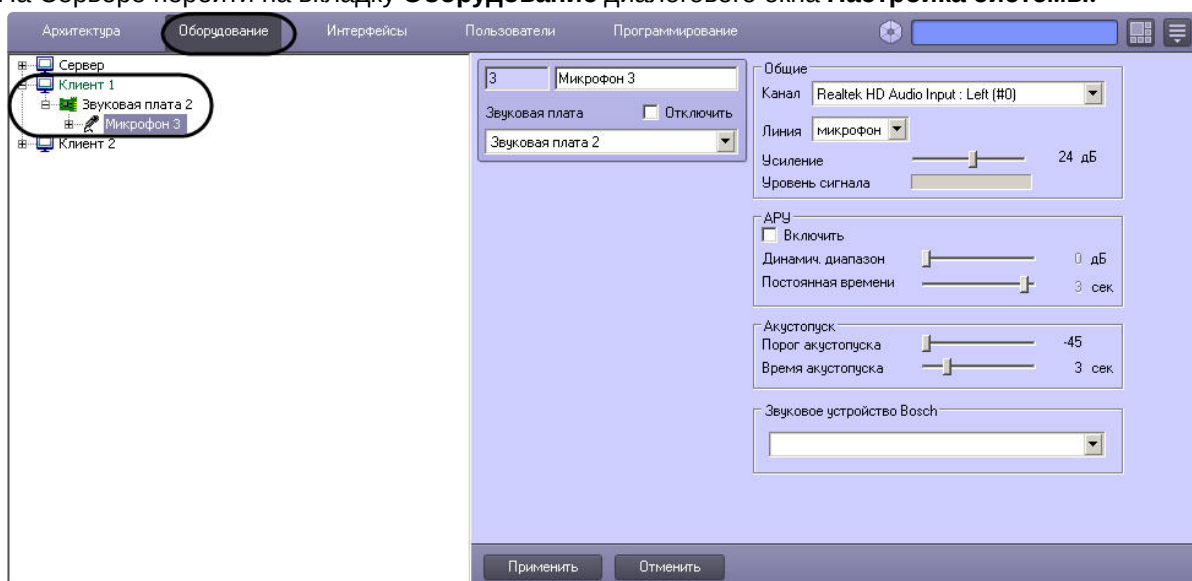 На Сервере перейти на вкладку Оборудование диалогового окна Настройка системы.
Архитектура Оборудование Интерфейсы Пользователи Программирование
Сервер
Клиент 1
Звуковая плата 2
Микрофон 3
Клиент 2
3 Микрофон 3
Звуковая плата Отключить
Звуковая плата 2
Общие
Канал Realtek HD Audio Input : Left (#0)
Линия микрофон
Усиление 24 дБ
Уровень сигнала
АРУ
Включить
Динамич. диапазон 0 дБ
Постоянная времени 3 сек
Акустопуск
Порог акустопуска -45
Время акустопуска 3 сек
Звуковое устройство Bosch
Применить Отменить